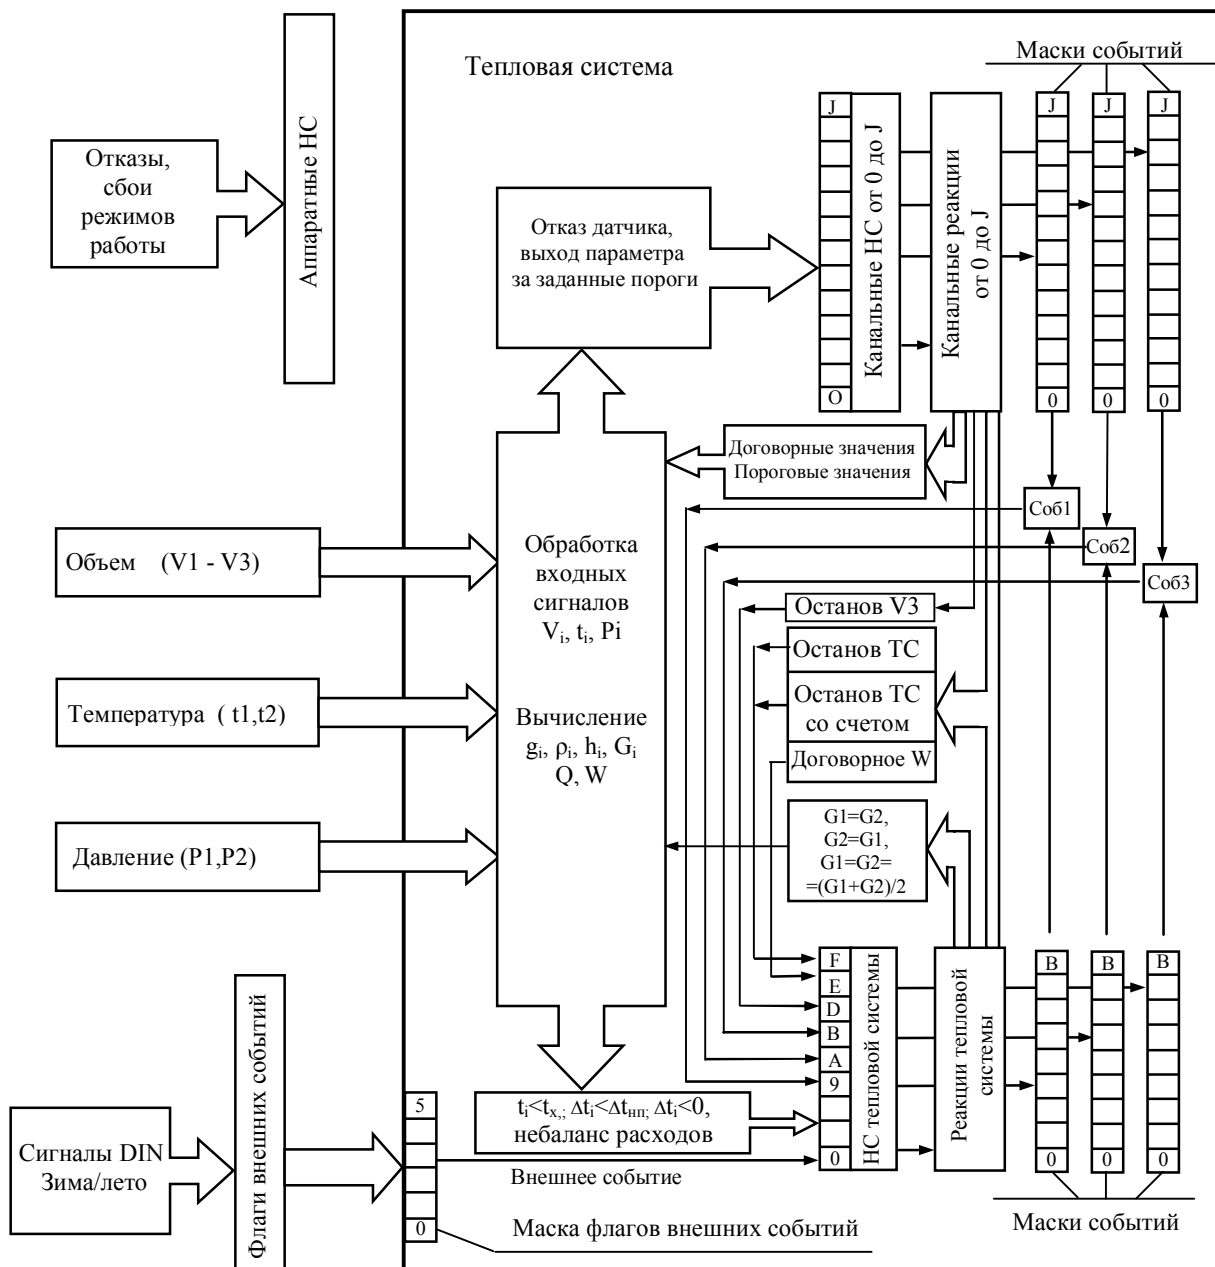 Тепловая система
Маски событий
Отказы,
сбои
режимов
работы
Аппаратные НС
Отказ датчика,
выход параметра
за заданные пороги
J
O
Канальные НС от 0 до J
Канальные реакции
от 0 до J
J
J
J
0
0
0
Договорные значения
Пороговые значения
Соб1
Соб2
Соб3
Объем (V1 - V3)
Температура ( t1,t2)
Давление (P1,P2)
Обработка
входных
сигналов
Vi, ti, Pi
Вычисление
gi, ρi, hi, Gi
Q, W
Останов V3
Останов ТС
Останов ТС
со счетом
Договорное W
G1=G2,
G2=G1,
G1=G2=
=(G1+G2)/2
F
E
D
B
A
9
0
НС тепловой системы
Реакции тепловой
системы
B
B
B
0
0
0
Маски событий
ti<tх,; Δti<Δtнп; Δti<0,
небаланс расходов
Внешнее событие
Сигналы DIN
Зима/лето
Флаги внешних событий
5
0
Маска флагов внешних событий